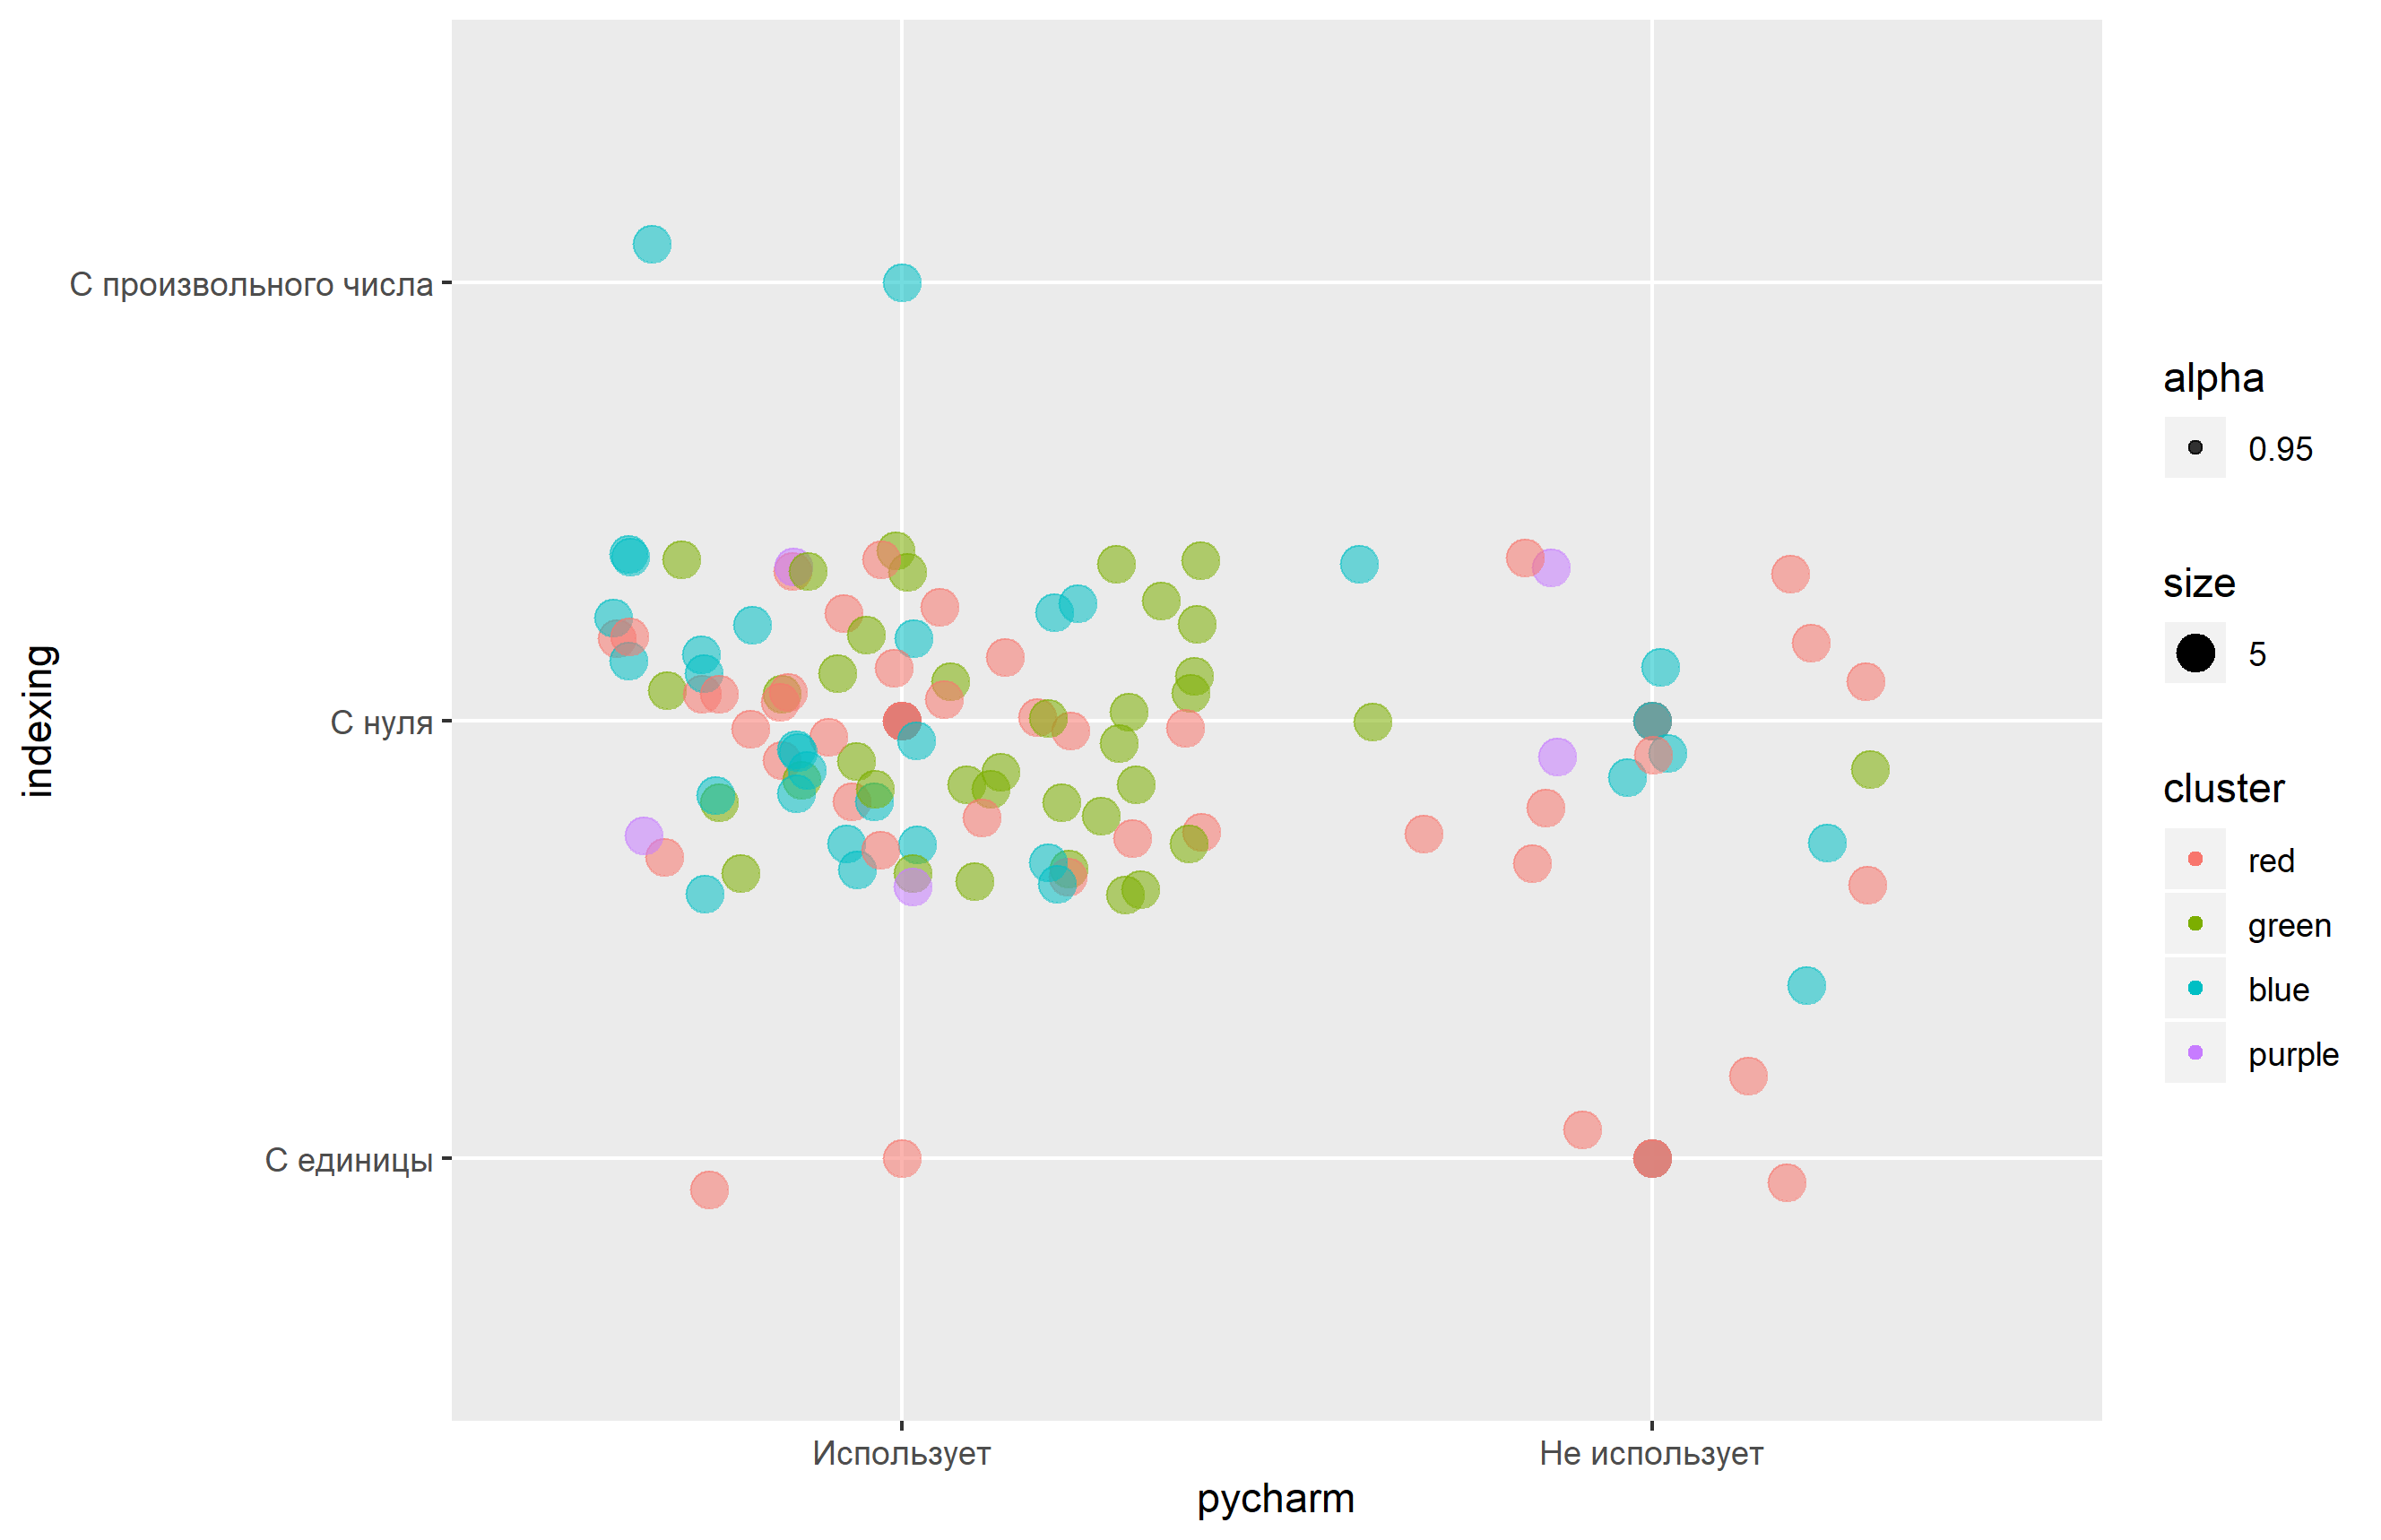 С произвольного числа
С нуля
С единицы
indexing
Использует
Не использует
pycharm
alpha
0.95
size
5
cluster
red
green
blue
purple